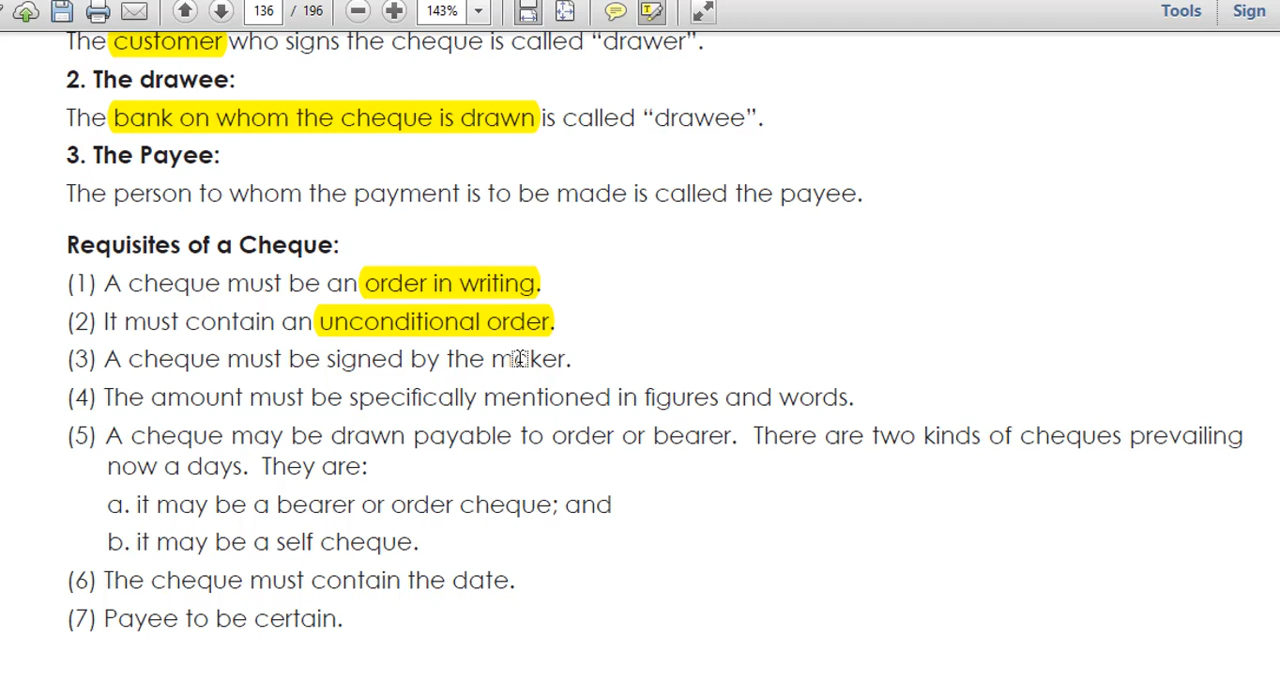 136 / 196 143% Tools Sign
The customer who signs the cheque is called “drawer”.
2. The drawee:
The bank on whom the cheque is drawn is called “drawee”.
3. The Payee:
The person to whom the payment is to be made is called the payee.
Requisites of a Cheque:
(1) A cheque must be an order in writing.
(2) It must contain an unconditional order.
(3) A cheque must be signed by the maker.
(4) The amount must be specifically mentioned in figures and words.
(5) A cheque may be drawn payable to order or bearer. There are two kinds of cheques prevailing
now a days. They are:
a. it may be a bearer or order cheque; and
b. it may be a self cheque.
(6) The cheque must contain the date.
(7) Payee to be certain.